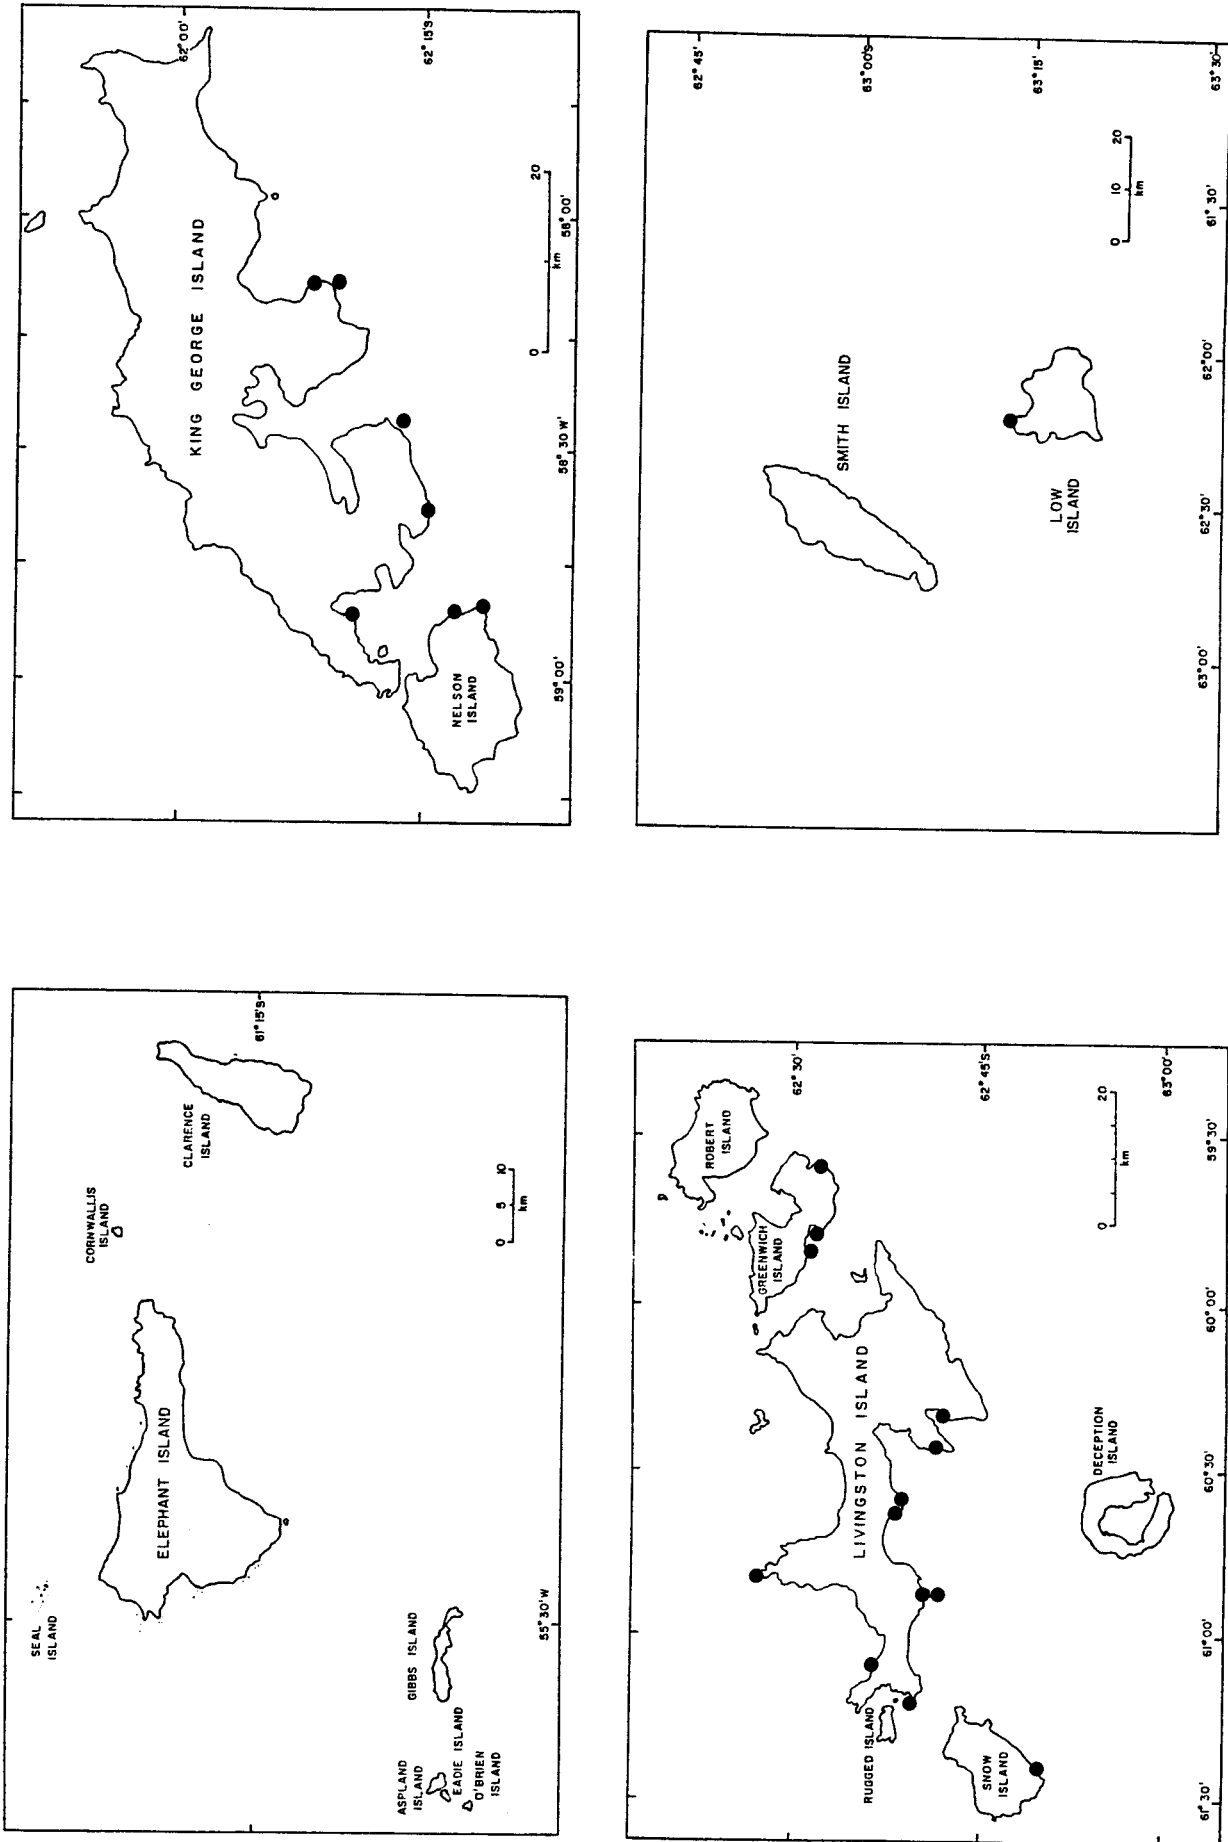 SEAL
ISLAND
ELEPHANT ISLAND
CORNWALLIS
ISLAND
CLARENCE
ISLAND
61°15'S
ASPLAND
ISLAND
EADIE ISLAND
O'BRIEN
ISLAND
GIBBS ISLAND
0 5 10
km
55°30'W
KING GEORGE ISLAND
NELSON
ISLAND
62°00'
62°15'S
0 20
km
59°00'
58°30'W
58°00'
ROBERT
ISLAND
GREENWICH
ISLAND
LIVINGSTON ISLAND
RUGGED ISLAND
SNOW
ISLAND
DECEPTION
ISLAND
62°30'
62°45'S
63°00'
0 20
km
61°30'
61°00'
60°30'
60°00'
59°30'
SMITH ISLAND
LOW
ISLAND
62°45'
63°00'S
63°15'
63°30'
0 10 20
km
63°00'
62°30'
62°00'
61°30'